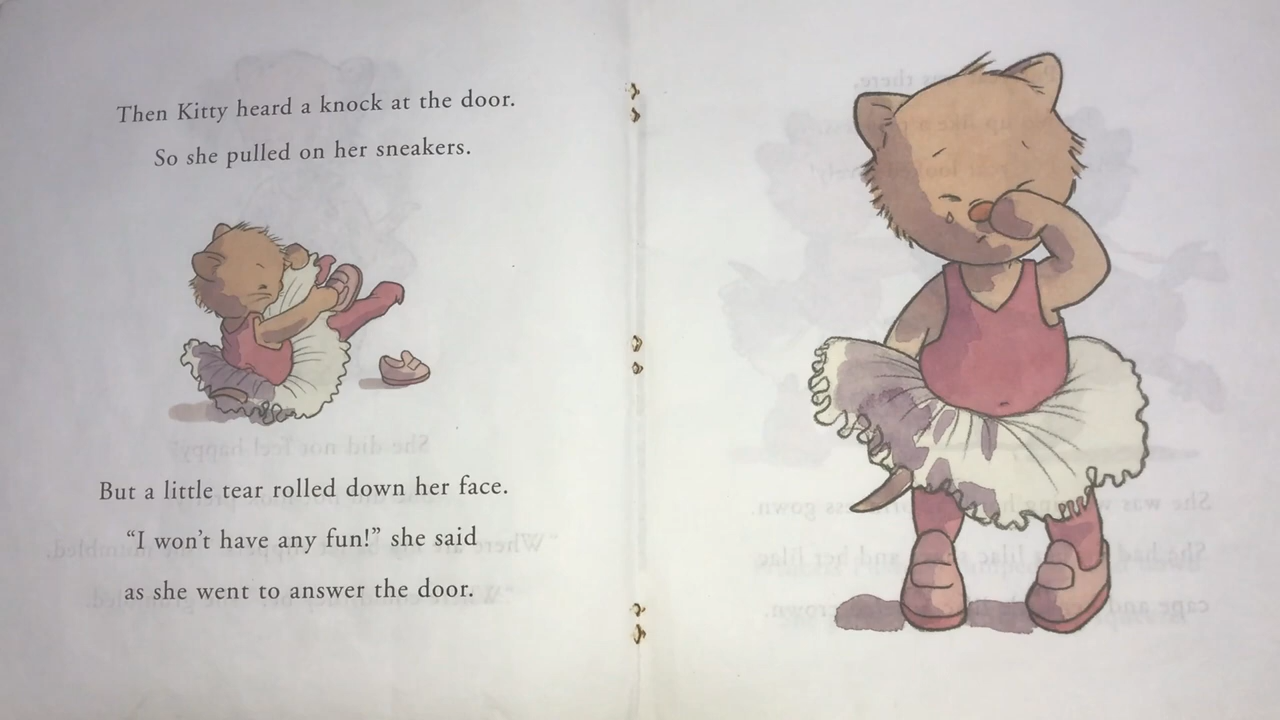 Then Kitty heard a knock at the door.
So she pulled on her sneakers.
But a little tear rolled down her face.
“I won’t have any fun!” she said
as she went to answer the door.